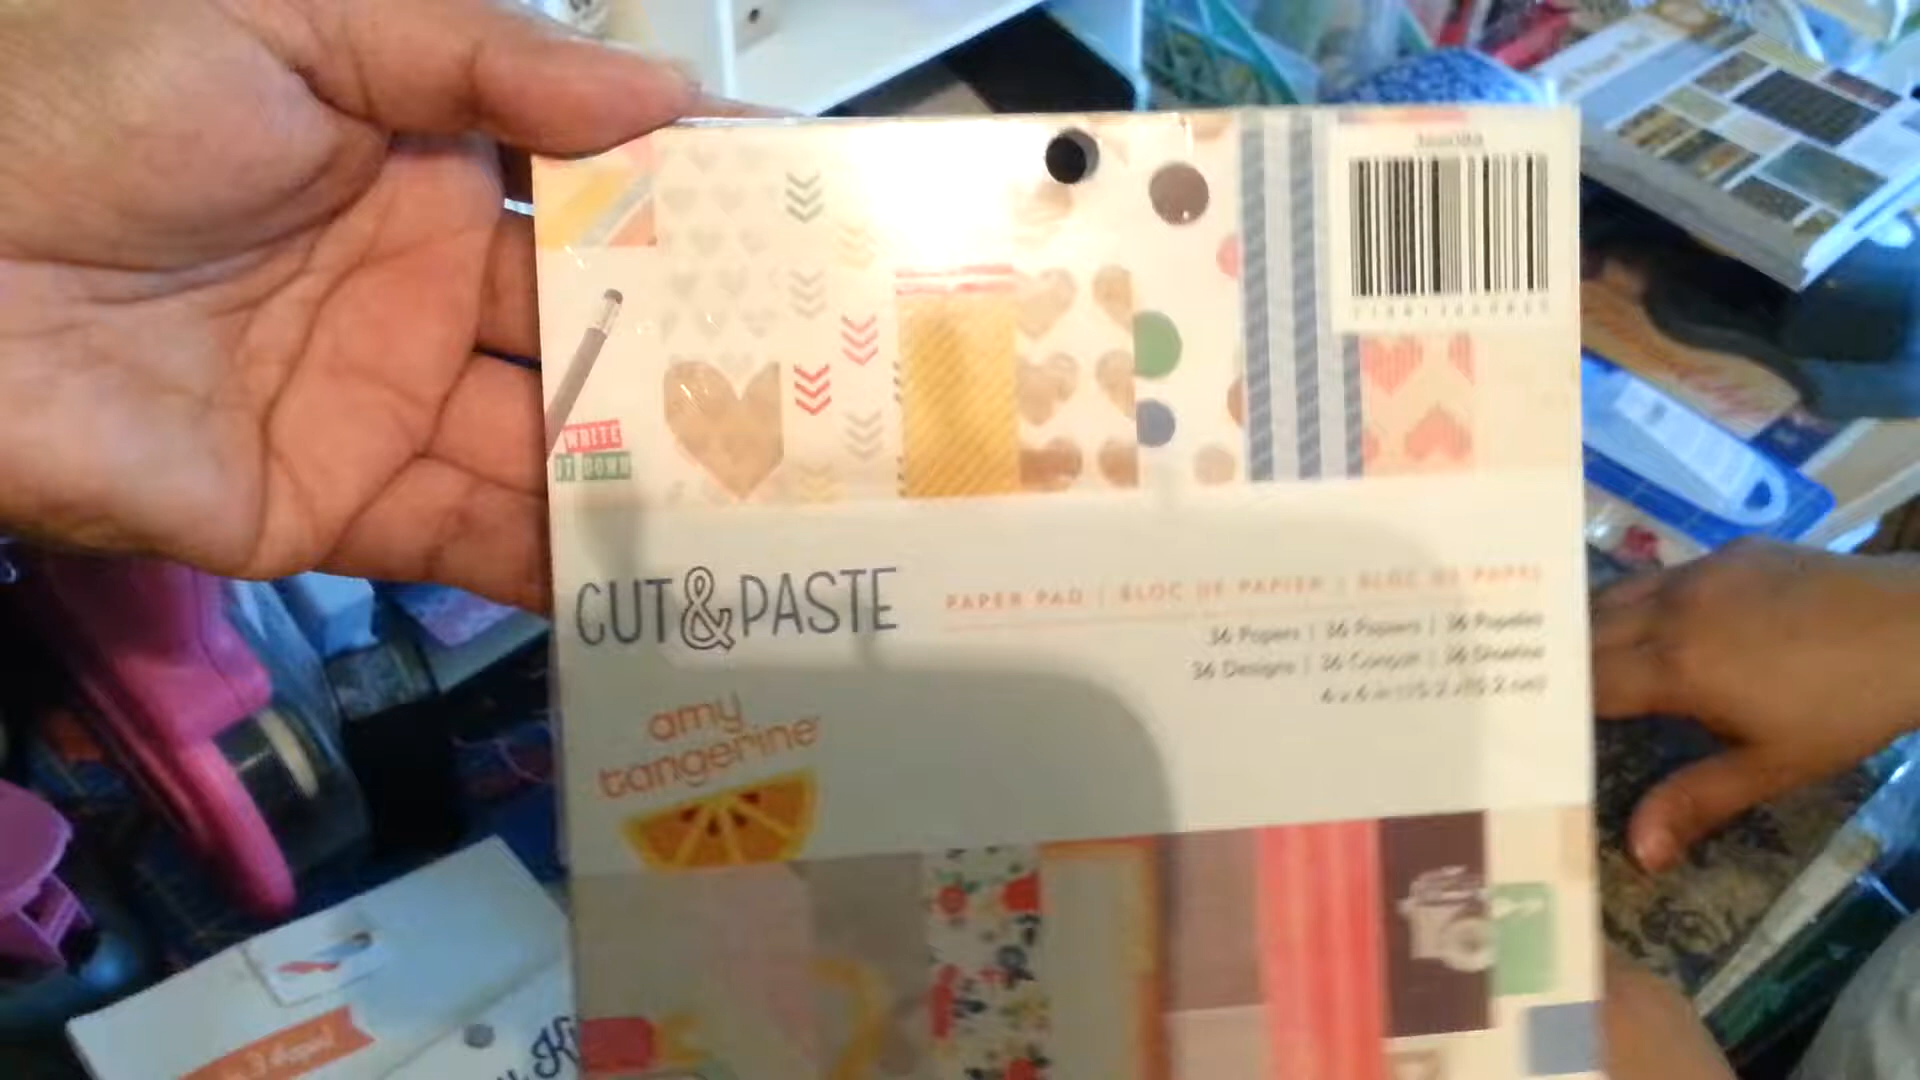 WRITE
IT DOWN
CUT&PASTE
PAPER PAD | BLOC DE PAPIER | BLOC DE PAPEL
36 Papers | 36 Papiers | 36 Papeles
36 Designs | 36
amy
tangerine